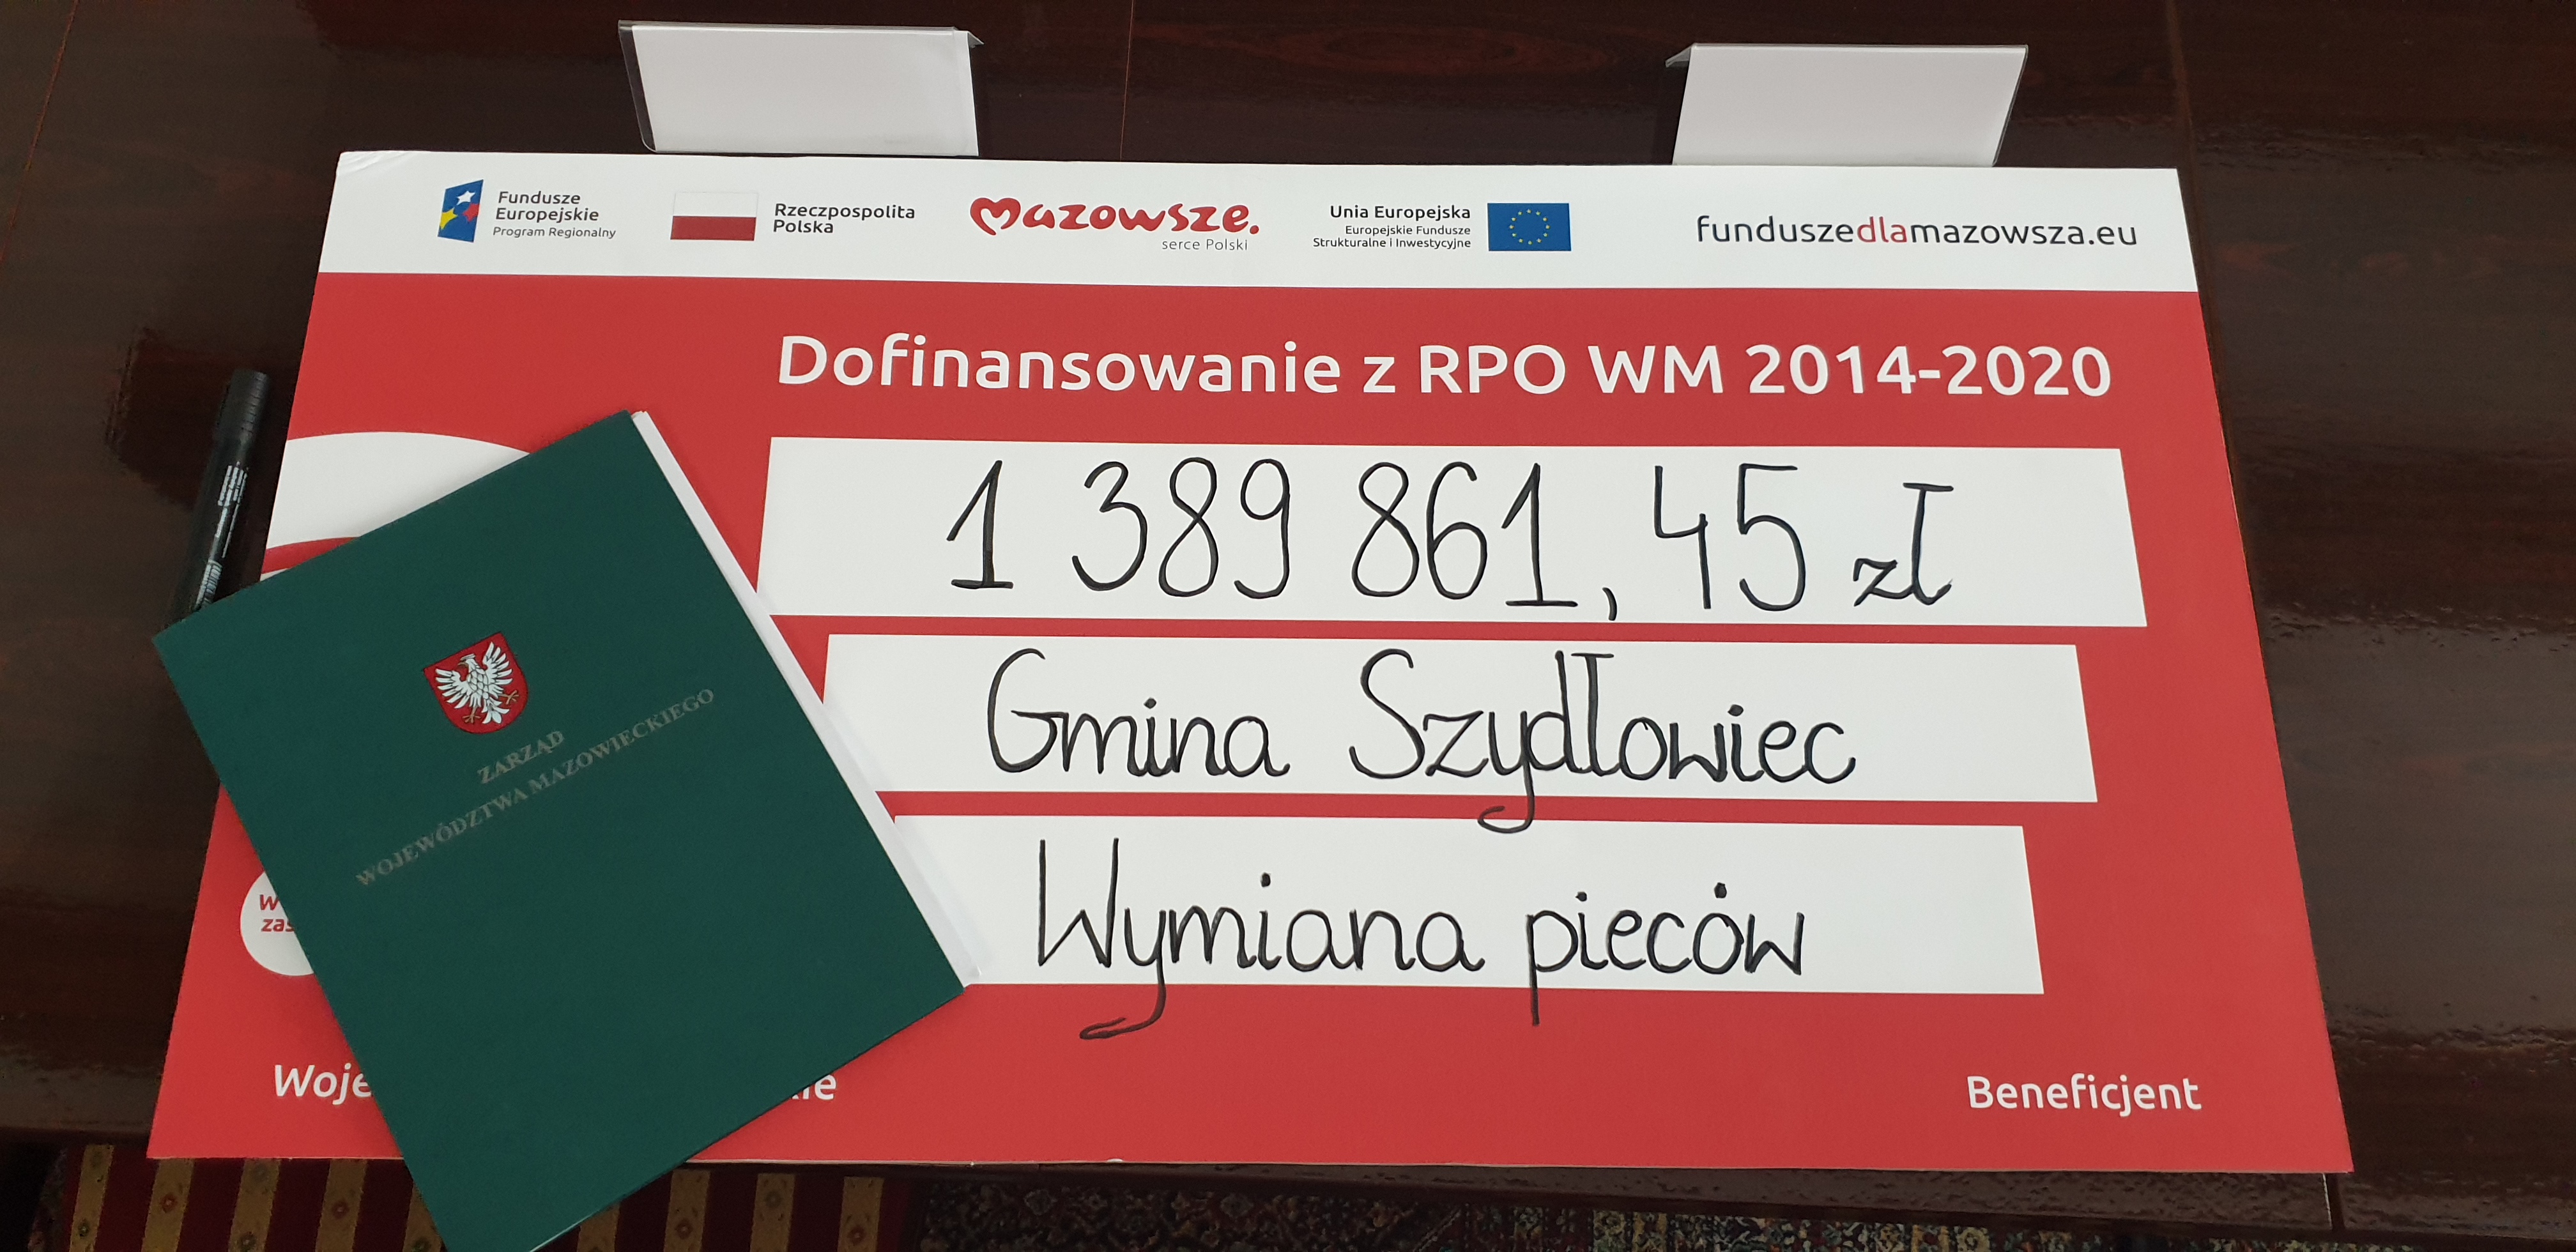 Fundusze
Europejskie
Program Regionalny
Rzeczpospolita
Polska
mazowsze.
serce Polski
Unia Europejska
Europejskie Fundusze
Strukturalne i Inwestycyjne
funduszedlamazowsza.eu
Dofinansowanie z RPO WM 2014-2020
1 389 861,45 zł
Gmina Szydłowiec
Wymiana pieców
ZARZĄD
WOJEWÓDZTWA MAZOWIECKIEGO
Beneficjent